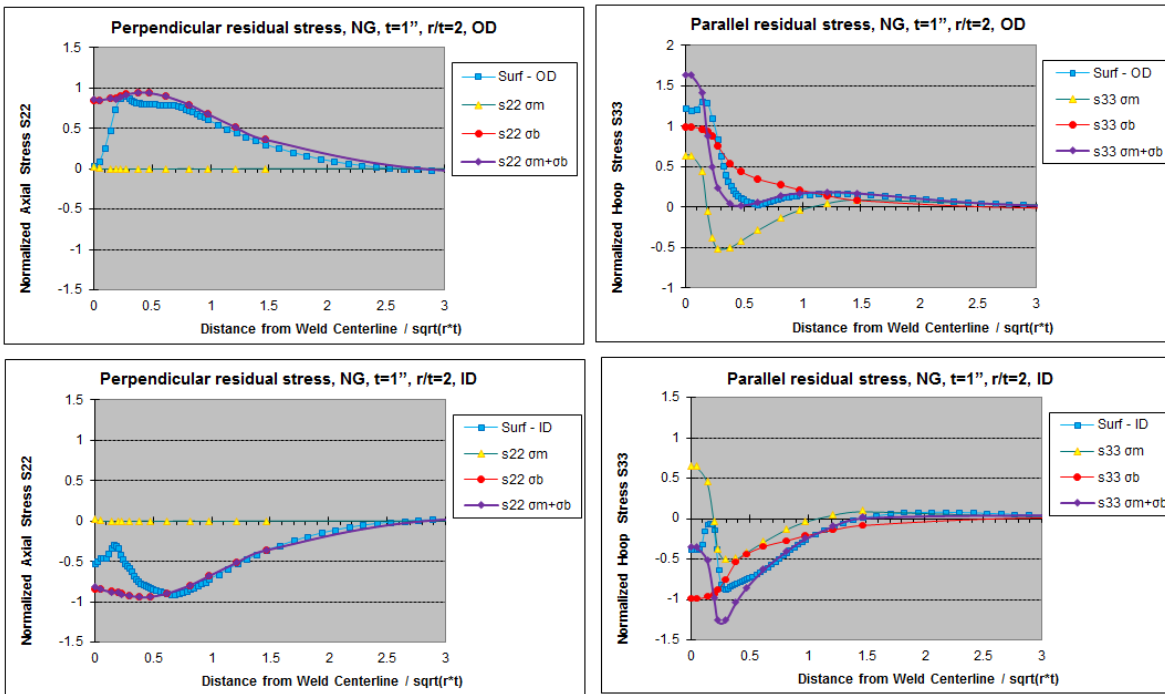 Perpendicular residual stress, NG, t=1”, r/t=2, OD
Normalized Axial Stress S22
1.5
1
0.5
0
-0.5
-1
-1.5
0 0.5 1 1.5 2 2.5 3
Distance from Weld Centerline / sqrt(r*t)
Surf - OD
s22 σm
s22 σb
s22 σm+σb
Parallel residual stress, NG, t=1”, r/t=2, OD
Normalized Hoop Stress S33
2
1.5
1
0.5
0
-0.5
-1
0 0.5 1 1.5 2 2.5 3
Distance from Weld Centerline / sqrt(r*t)
Surf - OD
s33 σm
s33 σb
s33 σm+σb
Perpendicular residual stress, NG, t=1”, r/t=2, ID
Normalized Axial Stress S22
1.5
1
0.5
0
-0.5
-1
-1.5
0 0.5 1 1.5 2 2.5 3
Distance from Weld Centerline / sqrt(r*t)
Surf - ID
s22 σm
s22 σb
s22 σm+σb
Parallel residual stress, NG, t=1”, r/t=2, ID
Normalized Hoop Stress S33
1.5
1
0.5
0
-0.5
-1
-1.5
0 0.5 1 1.5 2 2.5 3
Distance from Weld Centerline / sqrt(r*t)
Surf - ID
s33 σm
s33 σb
s33 σm+σb